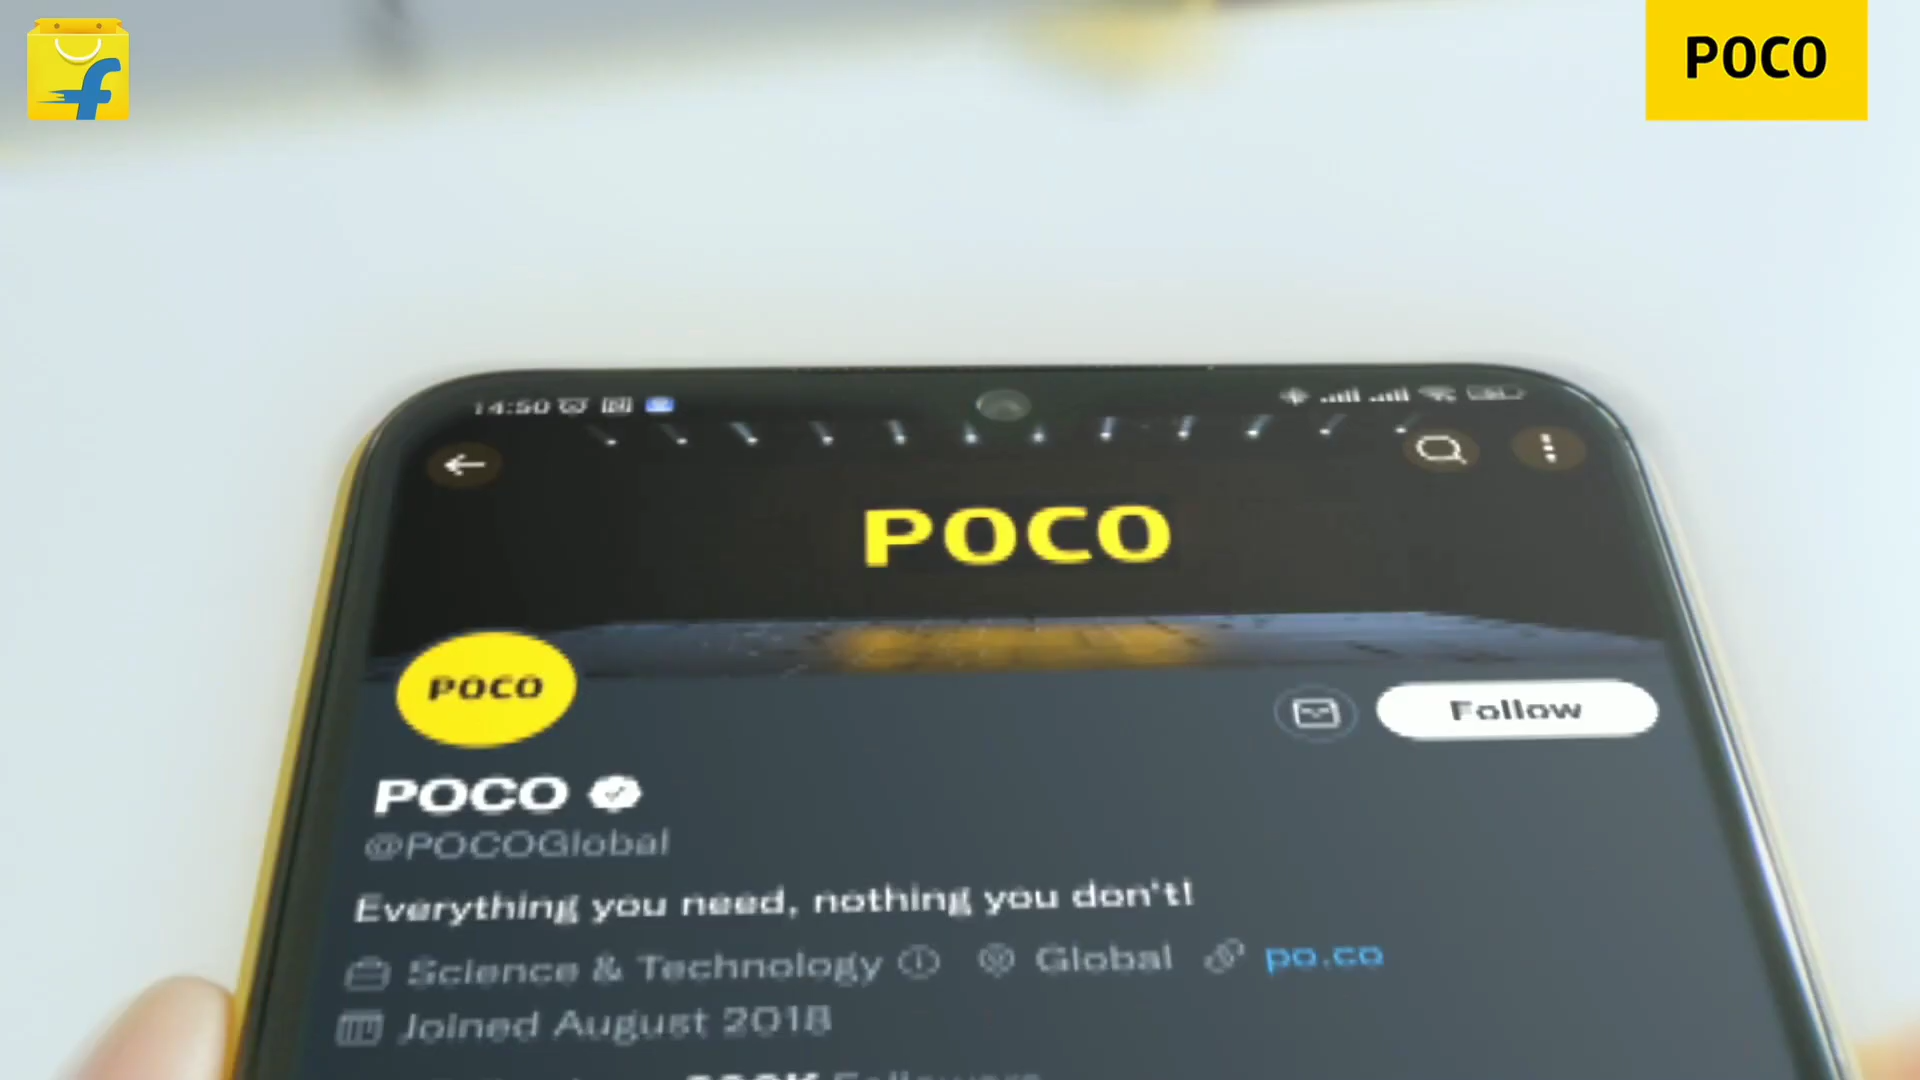 f
POCO
14:50
POCO
POCO
Follow
POCO
@POCOGlobal
Everything you need, nothing you don't!
Science & Technology Global po.co
Joined August 2018
Followers